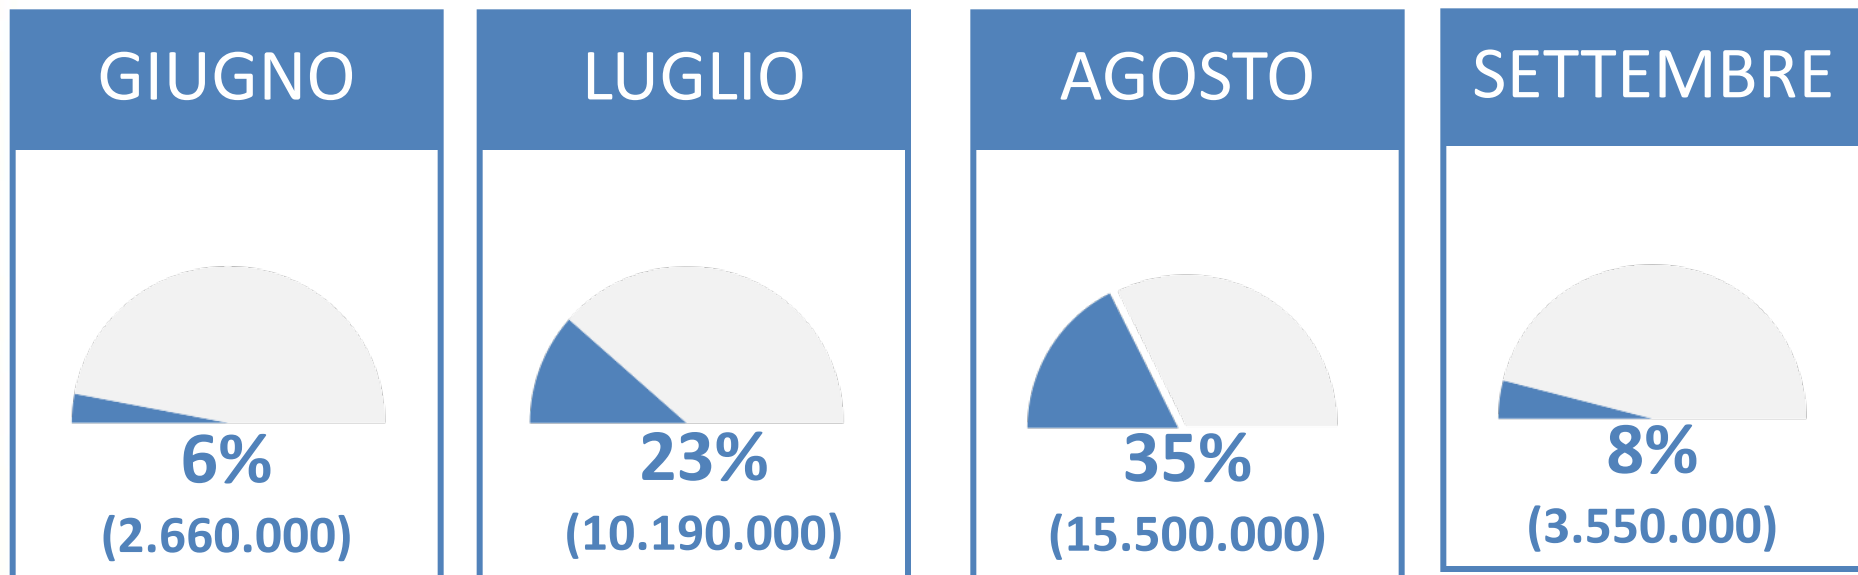 GIUGNO
6%
(2.660.000)
LUGLIO
23%
(10.190.000)
AGOSTO
35%
(15.500.000)
SETTEMBRE
8%
(3.550.000)